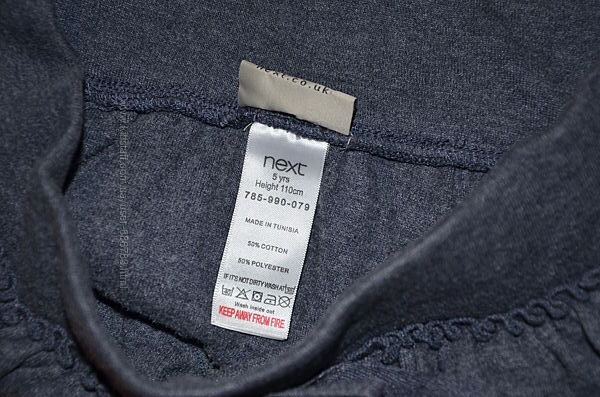 next.co.uk
next
5 yrs
Height 110cm
785-990-079
MADE IN TUNISIA
50% COTTON
50% POLYESTER
IF IT'S NOT DIRTY WASH AT
Wash inside out
KEEP AWAY FROM FIRE